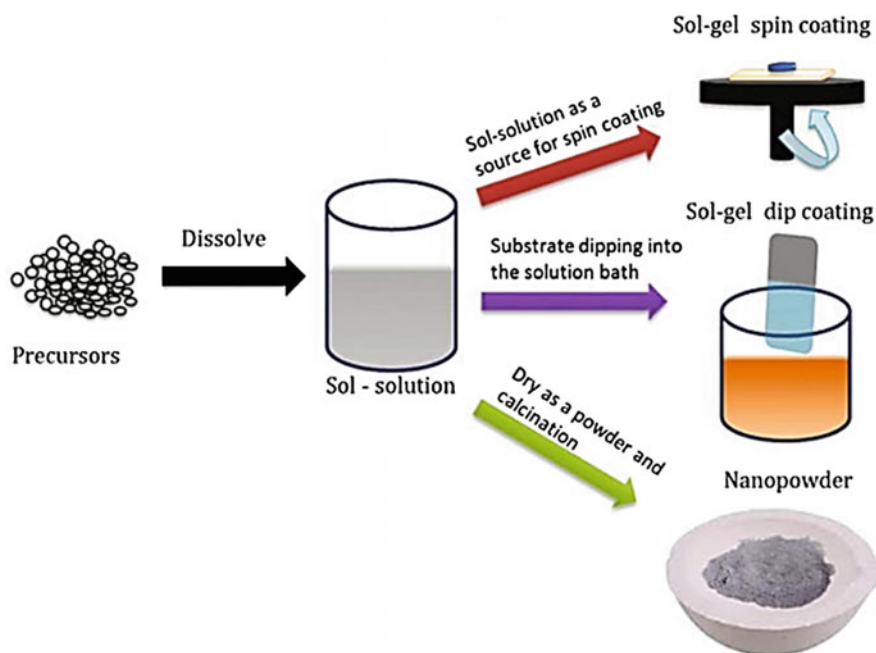 Sol-gel spin coating
Sol-solution as a
source for spin coating
Sol-gel dip coating
Dissolve
Substrate dipping into
the solution bath
Precursors
Sol - solution
Dry as a powder and
calcination
Nanopowder